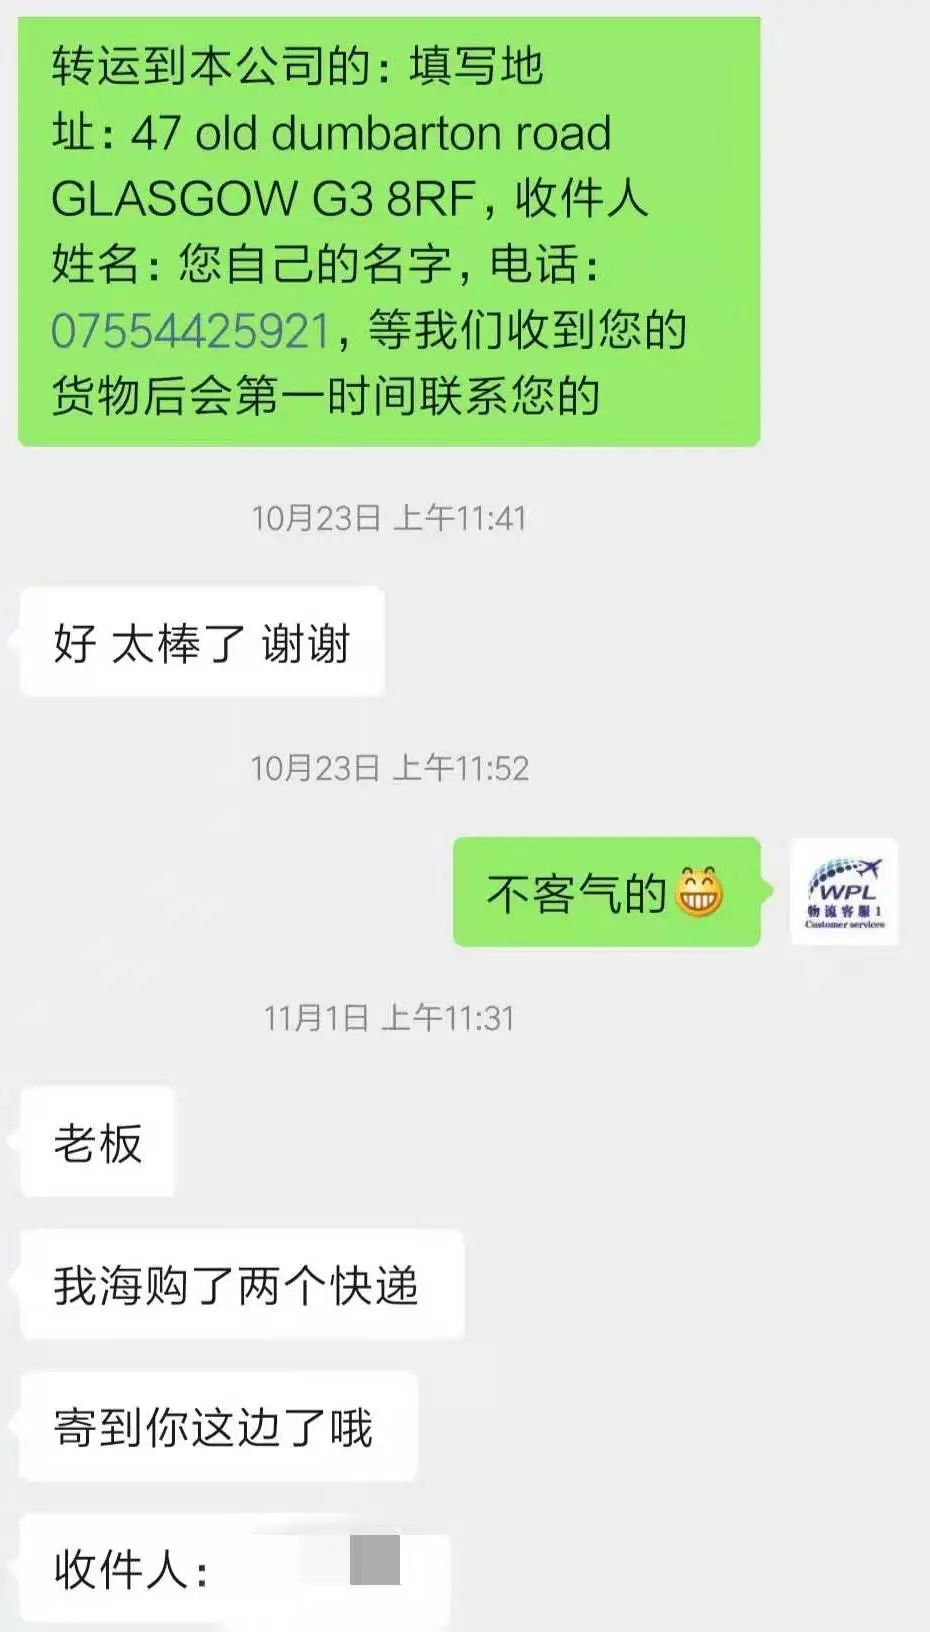 转运到本公司的：填写地
址：47 old dumbarton road
GLASGOW G3 8RF，收件人
姓名：您自己的名字，电话：
07554425921，等我们收到您的
货物后会第一时间联系您的
10月23日 上午11:41
好 太棒了 谢谢
10月23日 上午11:52
不客气的
WPL
物流客服1
Customer services
11月1日 上午11:31
老板
我海购了两个快递
寄到你这边了哦
收件人：